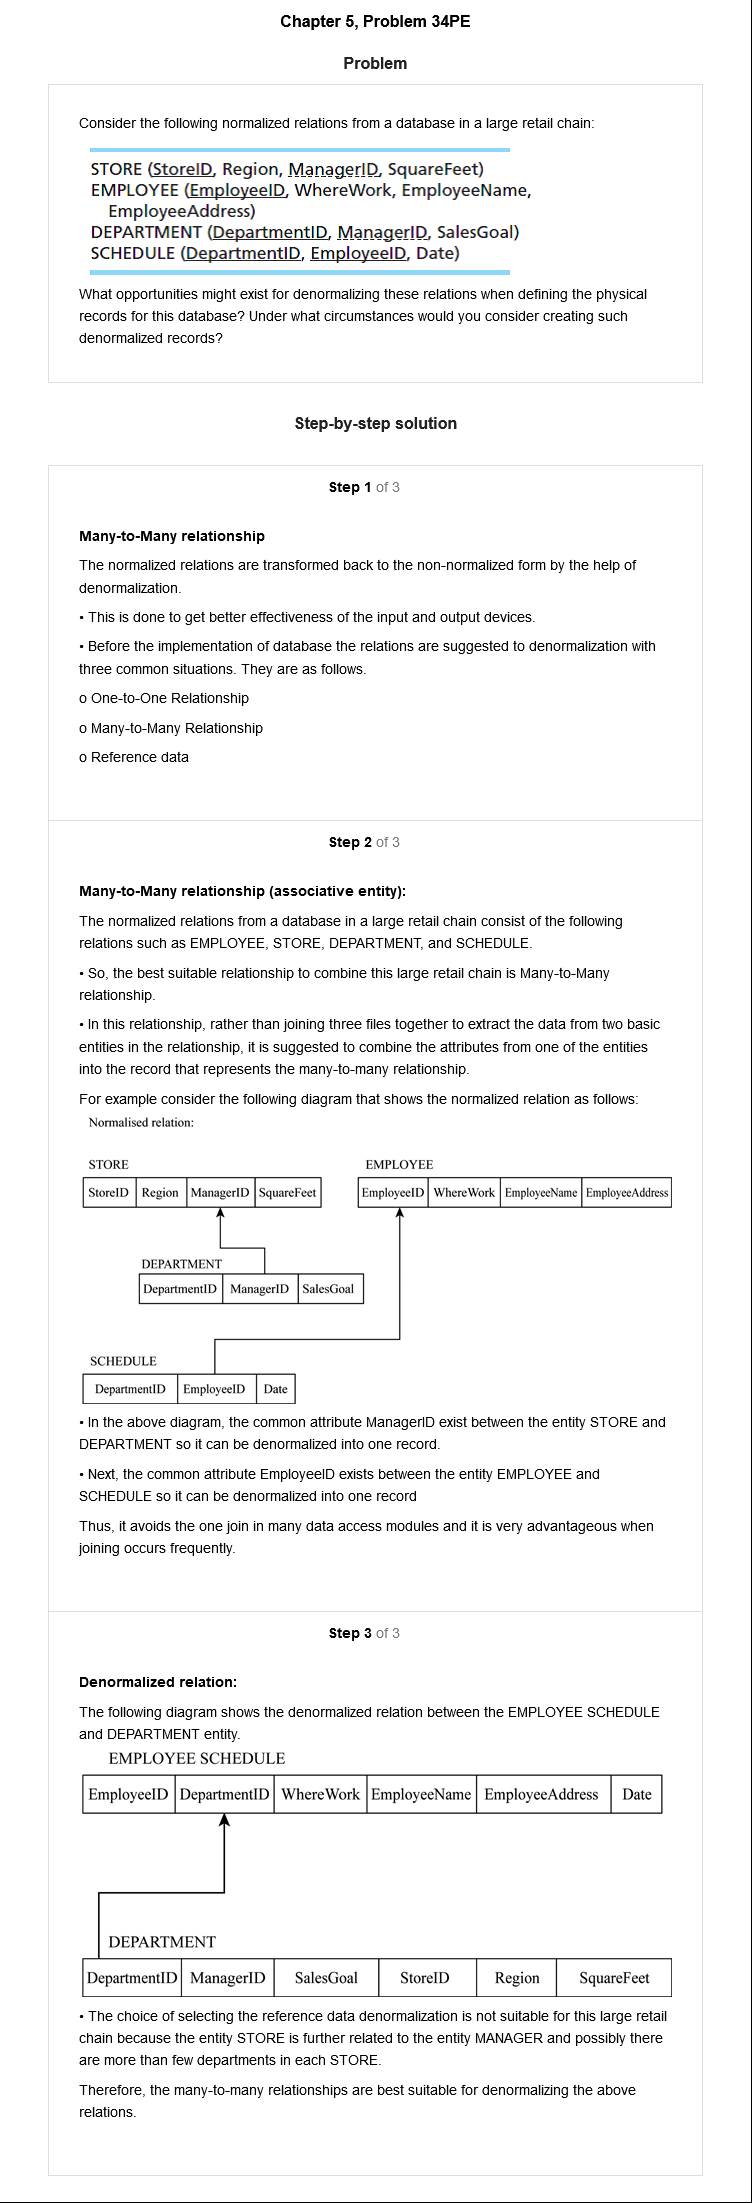 Chapter 5, Problem 34PE
Problem
Consider the following normalized relations from a database in a large retail chain:
STORE (StoreID, Region, ManagerID, SquareFeet)
EMPLOYEE (EmployeeID, WhereWork, EmployeeName,
EmployeeAddress)
DEPARTMENT (DepartmentID, ManagerID, SalesGoal)
SCHEDULE (DepartmentID, EmployeeID, Date)
What opportunities might exist for denormalizing these relations when defining the physical
records for this database? Under what circumstances would you consider creating such
denormalized records?
Step-by-step solution
Step 1 of 3
Many-to-Many relationship
The normalized relations are transformed back to the non-normalized form by the help of
denormalization.
• This is done to get better effectiveness of the input and output devices.
• Before the implementation of database the relations are suggested to denormalization with
three common situations. They are as follows.
o One-to-One Relationship
o Many-to-Many Relationship
o Reference data
Step 2 of 3
Many-to-Many relationship (associative entity):
The normalized relations from a database in a large retail chain consist of the following
relations such as EMPLOYEE, STORE, DEPARTMENT, and SCHEDULE.
• So, the best suitable relationship to combine this large retail chain is Many-to-Many
relationship.
• In this relationship, rather than joining three files together to extract the data from two basic
entities in the relationship, it is suggested to combine the attributes from one of the entities
into the record that represents the many-to-many relationship.
For example consider the following diagram that shows the normalized relation as follows:
Normalised relation:
STORE EMPLOYEE
StoreID Region ManagerID SquareFeet EmployeeID WhereWork EmployeeName EmployeeAddress
DEPARTMENT
DepartmentID ManagerID SalesGoal
SCHEDULE
DepartmentID EmployeeID Date
• In the above diagram, the common attribute ManagerID exist between the entity STORE and
DEPARTMENT so it can be denormalized into one record.
• Next, the common attribute EmployeeID exists between the entity EMPLOYEE and
SCHEDULE so it can be denormalized into one record
Thus, it avoids the one join in many data access modules and it is very advantageous when
joining occurs frequently.
Step 3 of 3
Denormalized relation:
The following diagram shows the denormalized relation between the EMPLOYEE SCHEDULE
and DEPARTMENT entity.
EMPLOYEE SCHEDULE
EmployeeID DepartmentID WhereWork EmployeeName EmployeeAddress Date
DEPARTMENT
DepartmentID ManagerID SalesGoal StoreID Region SquareFeet
• The choice of selecting the reference data denormalization is not suitable for this large retail
chain because the entity STORE is further related to the entity MANAGER and possibly there
are more than few departments in each STORE.
Therefore, the many-to-many relationships are best suitable for denormalizing the above
relations.